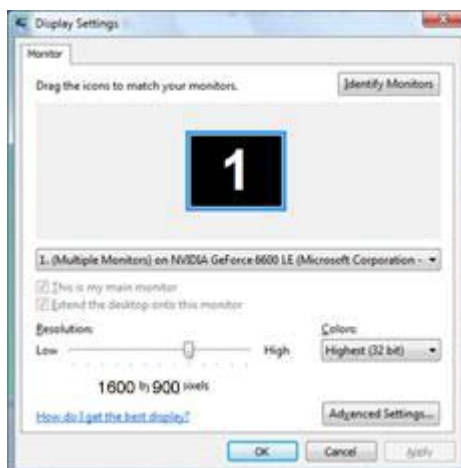 Display Settings
Monitor
Drag the icons to match your monitors.
Identify Monitors
1
1. (Multiple Monitors) on NVIDIA GeForce 6600 LE (Microsoft Corporation -
This is my main monitor
Extend the desktop onto this monitor
Resolution:
Colors:
Low
High
Highest (32 bit)
1600 by 900 pixels
How do I get the best display?
Advanced Settings...
OK
Cancel
Apply